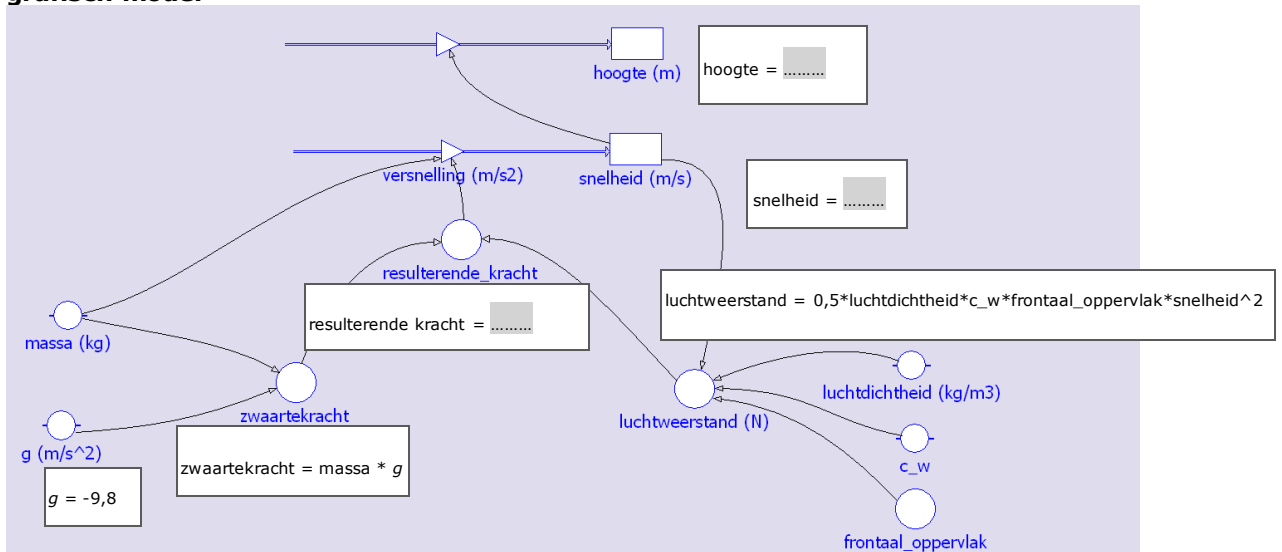 hoogte (m)
hoogte = .........
versnelling (m/s2)
snelheid (m/s)
snelheid = .........
resulterende_kracht
resulterende kracht = .........
luchtweerstand = 0,5*luchtdichtheid*c_w*frontaal_oppervlak*snelheid^2
massa (kg)
luchtdichtheid (kg/m3)
zwaartekracht
luchtweerstand (N)
g (m/s^2)
zwaartekracht = massa * g
c_w
g = -9,8
frontaal_oppervlak